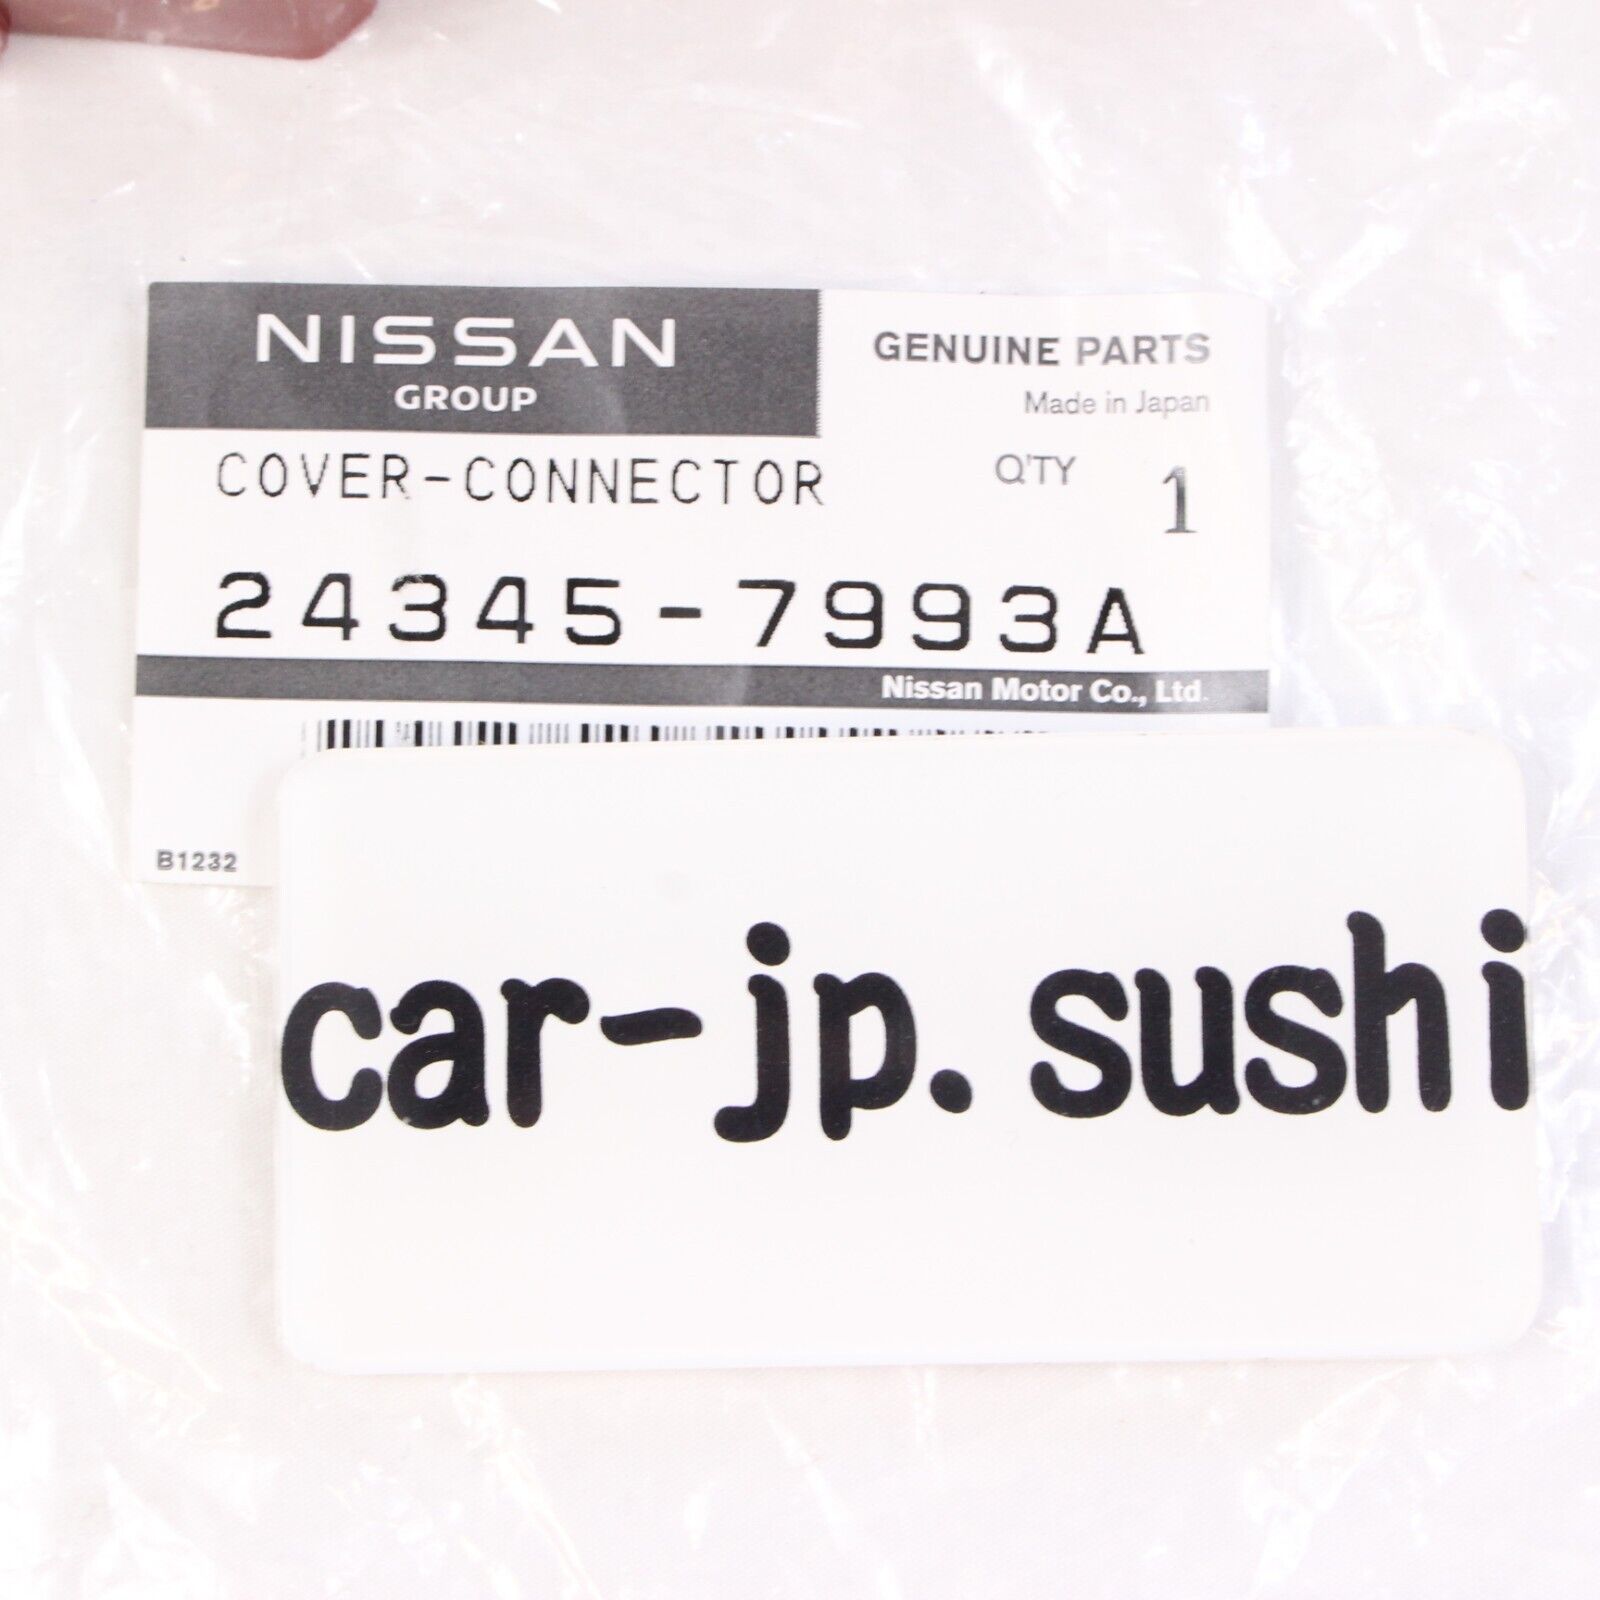 NISSAN
GROUP
GENUINE PARTS
Made in Japan
COVER-CONNECTOR
Q'TY 1
24345-7993A
Nissan Motor Co., Ltd.
B1232
car-jp.sushi